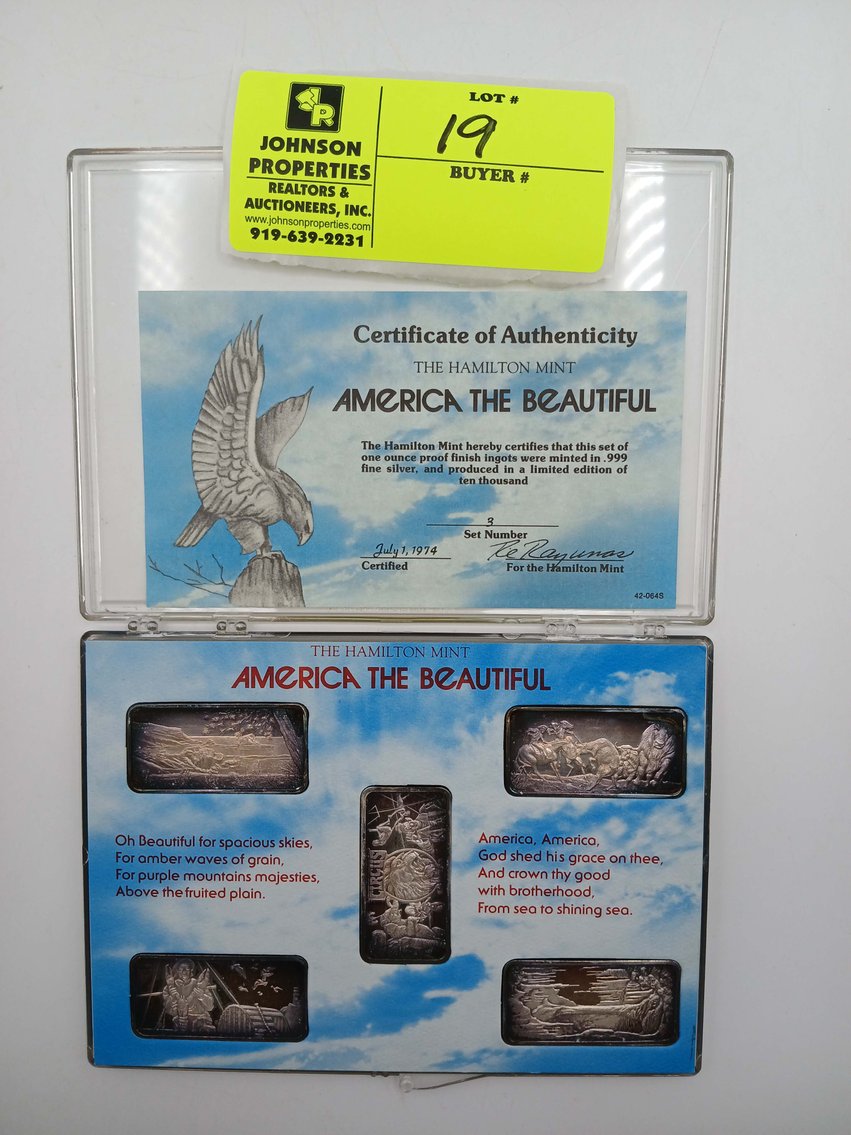 JR
JOHNSON
PROPERTIES
REALTORS &
AUCTIONEERS, INC.
www.johnsonproperties.com
919-639-2231
LOT #
19
BUYER #
Certificate of Authenticity
THE HAMILTON MINT
AMERICA THE BEAUTIFUL
The Hamilton Mint hereby certifies that this set of
one ounce proof finish ingots were minted in .999
fine silver, and produced in a limited edition of
ten thousand
3
Set Number
July 1, 1974
Certified
For the Hamilton Mint
42-064S
THE HAMILTON MINT
AMERICA THE BEAUTIFUL
Oh Beautiful for spacious skies,
For amber waves of grain,
For purple mountains majesties,
Above the fruited plain.
CIRCUS
America, America,
God shed his grace on thee,
And crown thy good
with brotherhood,
From sea to shining sea.